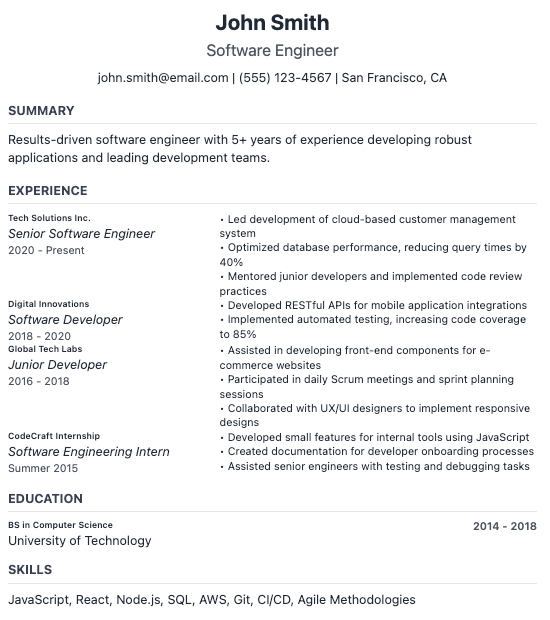 John Smith
Software Engineer
john.smith@email.com | (555) 123-4567 | San Francisco, CA
SUMMARY
Results-driven software engineer with 5+ years of experience developing robust
applications and leading development teams.
EXPERIENCE
Tech Solutions Inc.
Senior Software Engineer
2020 - Present
• Led development of cloud-based customer management
system
• Optimized database performance, reducing query times by
40%
• Mentored junior developers and implemented code review
practices
Digital Innovations
Software Developer
2018 - 2020
• Developed RESTful APIs for mobile application integrations
• Implemented automated testing, increasing code coverage
to 85%
Global Tech Labs
Junior Developer
2016 - 2018
• Assisted in developing front-end components for e-
commerce websites
• Participated in daily Scrum meetings and sprint planning
sessions
• Collaborated with UX/UI designers to implement responsive
designs
CodeCraft Internship
Software Engineering Intern
Summer 2015
• Developed small features for internal tools using JavaScript
• Created documentation for developer onboarding processes
• Assisted senior engineers with testing and debugging tasks
EDUCATION
BS in Computer Science
2014 - 2018
University of Technology
SKILLS
JavaScript, React, Node.js, SQL, AWS, Git, CI/CD, Agile Methodologies